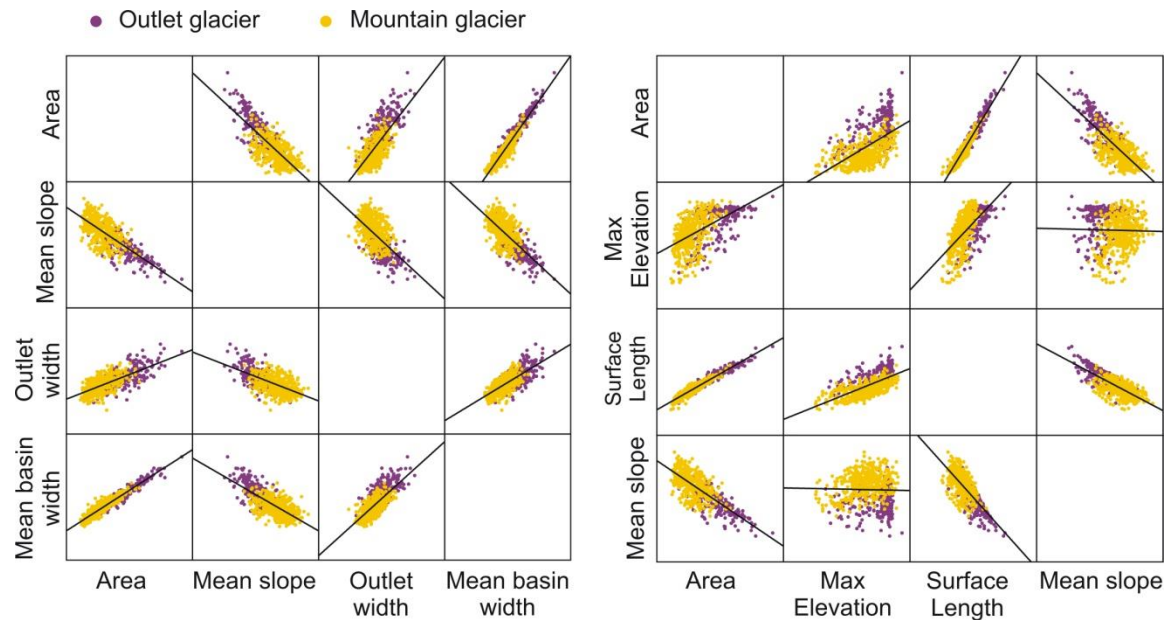 Outlet glacier
Mountain glacier
Area
Mean slope
Outlet
width
Mean basin
width
Area
Mean slope
Outlet
width
Mean basin
width
Area
Max
Elevation
Surface
Length
Mean slope
Area
Max
Elevation
Surface
Length
Mean slope